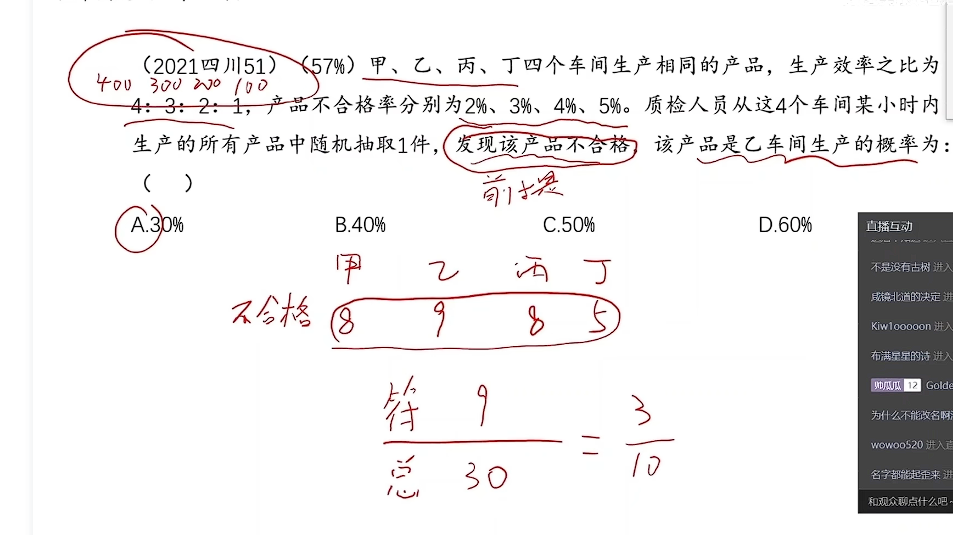 (2021四川51)(57%)甲、乙、丙、丁四个车间生产相同的产品，生产效率之比为
400 300 200 100
4：3：2：1，产品不合格率分别为2%、3%、4%、5%。质检人员从这4个车间某小时内
生产的所有产品中随机抽取1件，发现该产品不合格，该产品是乙车间生产的概率为：
( )
前提
A.30% B.40% C.50% D.60%
甲 乙 丙 丁
不合格 8 9 8 5
符 9
总 30
=
3
10
直播互动
不是没有古树 进入
咸镜北道的决定 进
Kiw1ooooon 进入
布满星星的诗 进入
帅瓜瓜 12 Golde
为什么不能改名啊
wowoo520 进入直
名字都能起歪来 进
和观众聊点什么吧~